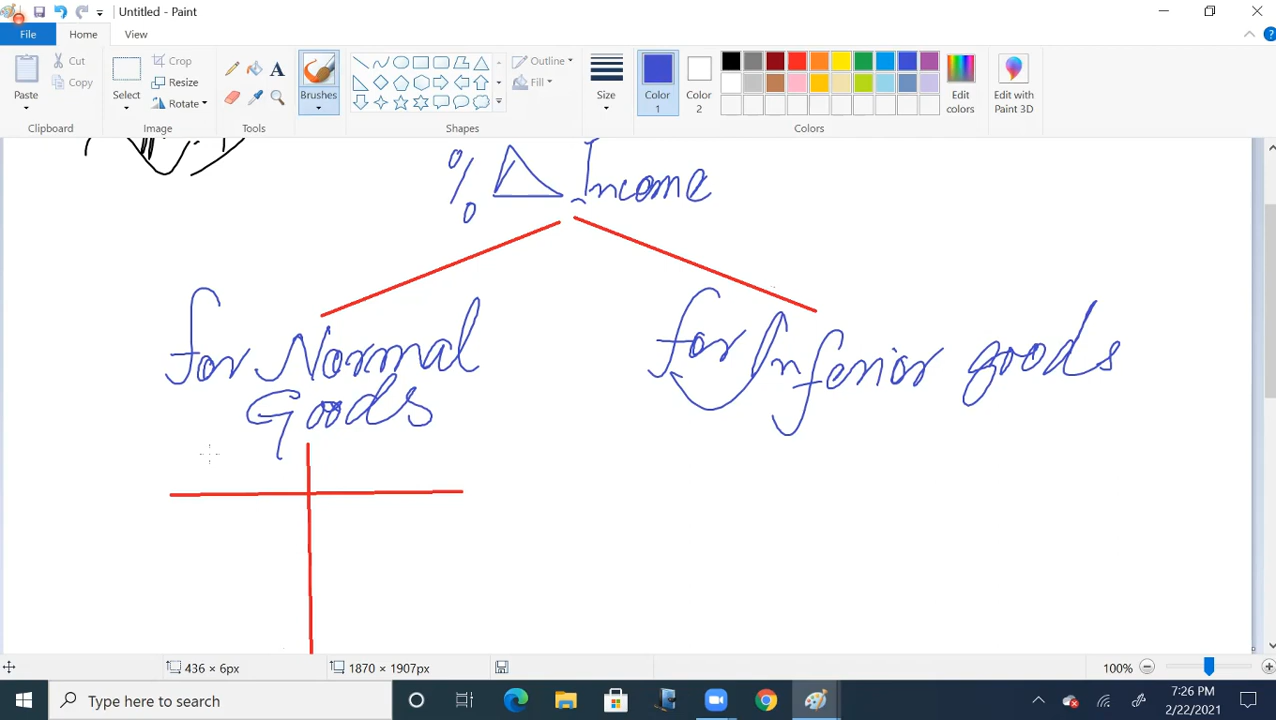 Untitled - Paint
File Home View
Paste
Cut
Copy
Clipboard
Select
Crop
Resize
Rotate
Image
A
Tools
Brushes
Outline
Fill
Shapes
Size
Color
1
Color
2
Edit
colors
Colors
Edit with
Paint 3D
% Δ Income
for Normal
Goods
for Inferior goods
436 × 6px
1870 × 1907px
100%
Type here to search
7:26 PM
2/22/2021